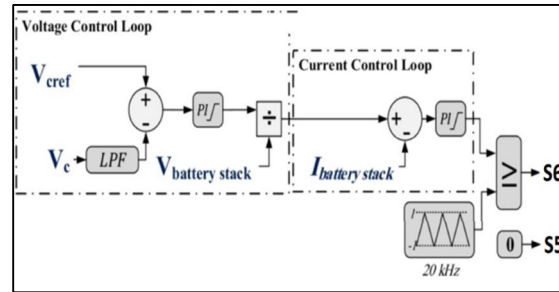 Voltage Control Loop
Current Control Loop
Vcref
+
-
PI
÷
Vc
LPF
Vbattery stack
+
-
PI
Ibattery stack
≥
S6
1
-1
20 kHz
0
S5